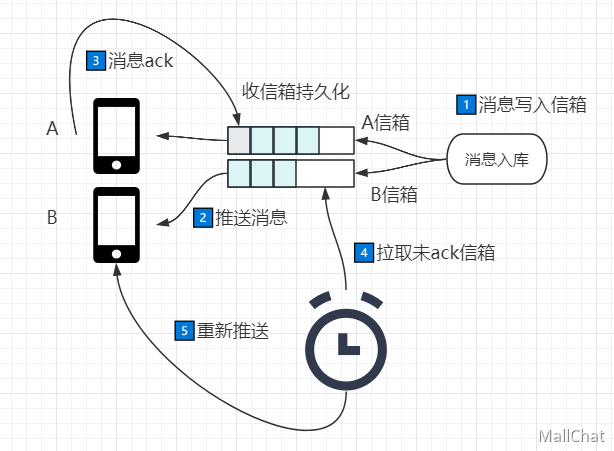 3 消息ack
收信箱持久化
1 消息写入信箱
A
A信箱
消息入库
B信箱
B
2 推送消息
4 拉取未ack信箱
5 重新推送
MallChat